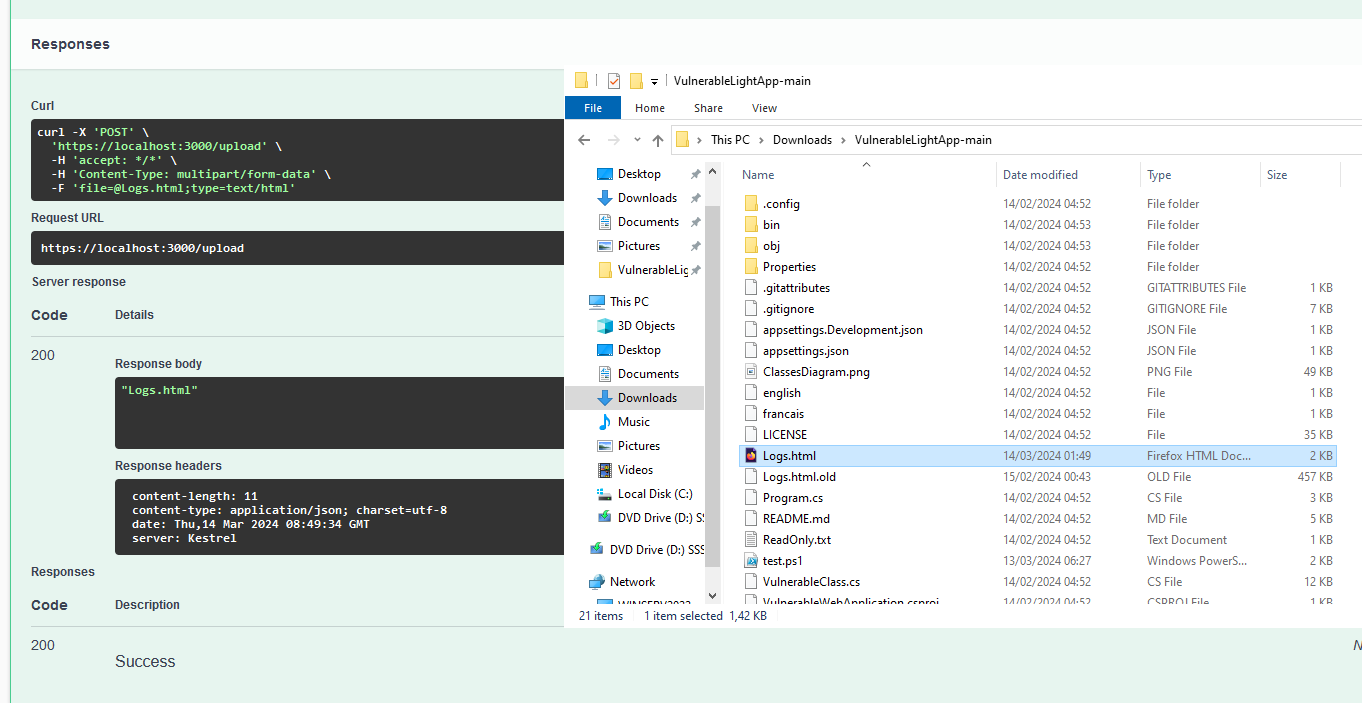 Responses
Curl
curl -X 'POST' \
'https://localhost:3000/upload' \
-H 'accept: */*' \
-H 'Content-Type: multipart/form-data' \
-F 'file=@Logs.html;type=text/html'
Request URL
https://localhost:3000/upload
Server response
Code Details
200
Response body
"Logs.html"
Response headers
content-length: 11
content-type: application/json; charset=utf-8
date: Thu,14 Mar 2024 08:49:34 GMT
server: Kestrel
Responses
Code Description
200
Success
VulnerableLightApp-main
File Home Share View
This PC Downloads VulnerableLightApp-main
Desktop
Downloads
Documents
Pictures
VulnerableLig
This PC
3D Objects
Desktop
Documents
Downloads
Music
Pictures
Videos
Local Disk (C:)
DVD Drive (D:) S
DVD Drive (D:) SSS
Network
WINSERV2022
Name Date modified Type Size
.config 14/02/2024 04:52 File folder
bin 14/02/2024 04:53 File folder
obj 14/02/2024 04:53 File folder
Properties 14/02/2024 04:52 File folder
.gitattributes 14/02/2024 04:52 GITATTRIBUTES File 1 KB
.gitignore 14/02/2024 04:52 GITIGNORE File 7 KB
appsettings.Development.json 14/02/2024 04:52 JSON File 1 KB
appsettings.json 14/02/2024 04:52 JSON File 1 KB
ClassesDiagram.png 14/02/2024 04:52 PNG File 49 KB
english 14/02/2024 04:52 File 1 KB
francais 14/02/2024 04:52 File 1 KB
LICENSE 14/02/2024 04:52 File 35 KB
Logs.html 14/03/2024 01:49 Firefox HTML Doc... 2 KB
Logs.html.old 15/02/2024 00:43 OLD File 457 KB
Program.cs 14/02/2024 04:52 CS File 3 KB
README.md 14/02/2024 04:52 MD File 5 KB
ReadOnly.txt 14/02/2024 04:52 Text Document 1 KB
test.ps1 13/03/2024 06:27 Windows PowerS... 2 KB
VulnerableClass.cs 14/02/2024 04:52 CS File 12 KB
VulnerableWebApplication.csproj 14/02/2024 04:52 CSPROJ File 1 KB
21 items 1 item selected 1,42 KB
N